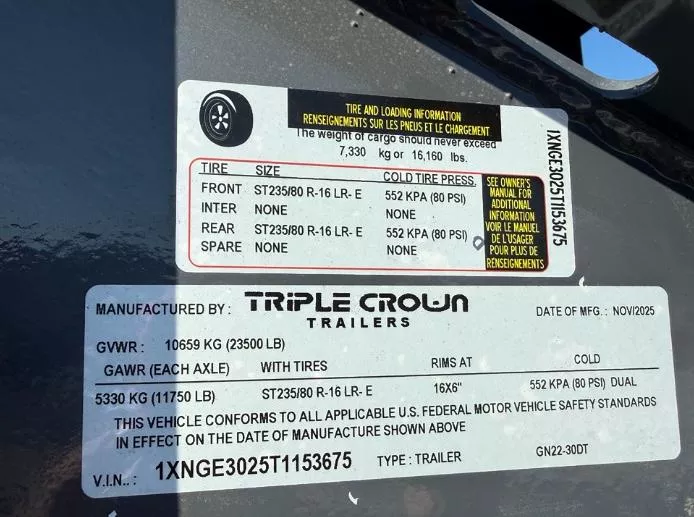 TIRE AND LOADING INFORMATION
RENSEIGNEMENTS SUR LES PNEUS ET LE CHARGEMENT
The weight of cargo should never exceed
7,330 kg or 16,160 lbs.
TIRE SIZE COLD TIRE PRESS.
FRONT ST235/80 R-16 LR- E 552 KPA (80 PSI)
INTER NONE NONE
REAR ST235/80 R-16 LR- E 552 KPA (80 PSI)
SPARE NONE NONE
SEE OWNER'S
MANUAL FOR
ADDITIONAL
INFORMATION
VOIR LE MANUEL
DE L'USAGER
POUR PLUS DE
RENSEIGNEMENTS
1XNGE3025T1153675
MANUFACTURED BY : TRIPLE CROWN
TRAILERS
DATE OF MFG. : NOV/2025
GVWR : 10659 KG (23500 LB)
GAWR (EACH AXLE) WITH TIRES RIMS AT COLD
5330 KG (11750 LB) ST235/80 R-16 LR- E 16X6" 552 KPA (80 PSI) DUAL
THIS VEHICLE CONFORMS TO ALL APPLICABLE U.S. FEDERAL MOTOR VEHICLE SAFETY STANDARDS
IN EFFECT ON THE DATE OF MANUFACTURE SHOWN ABOVE
V.I.N.. : 1XNGE3025T1153675 TYPE : TRAILER GN22-30DT